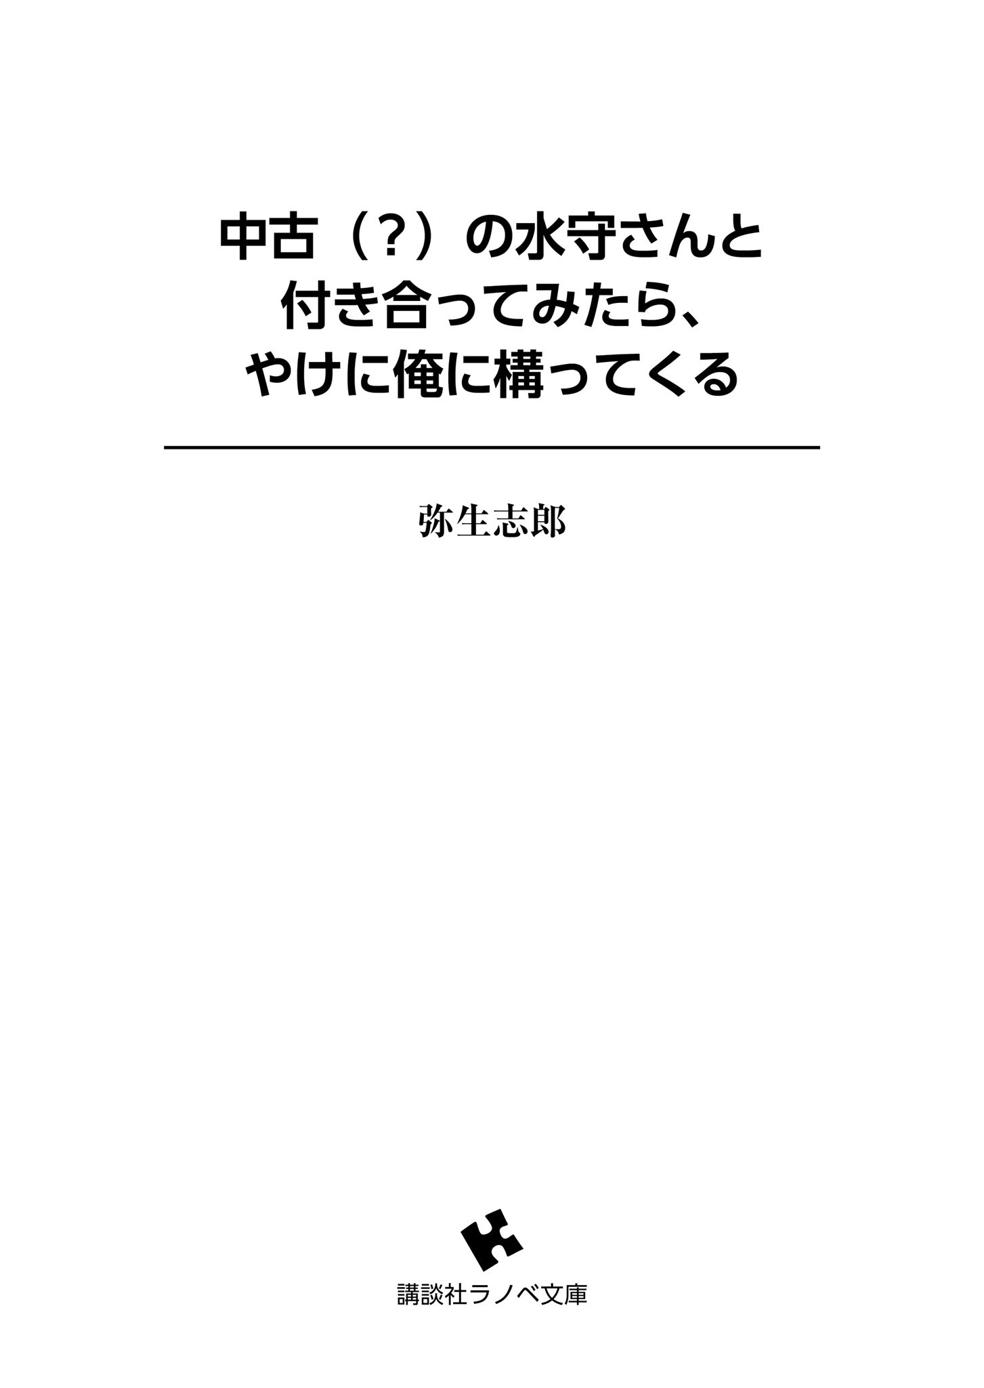 中古（？）の水守さんと
付き合ってみたら、
やけに俺に構ってくる
弥生志郎
講談社ラノベ文庫